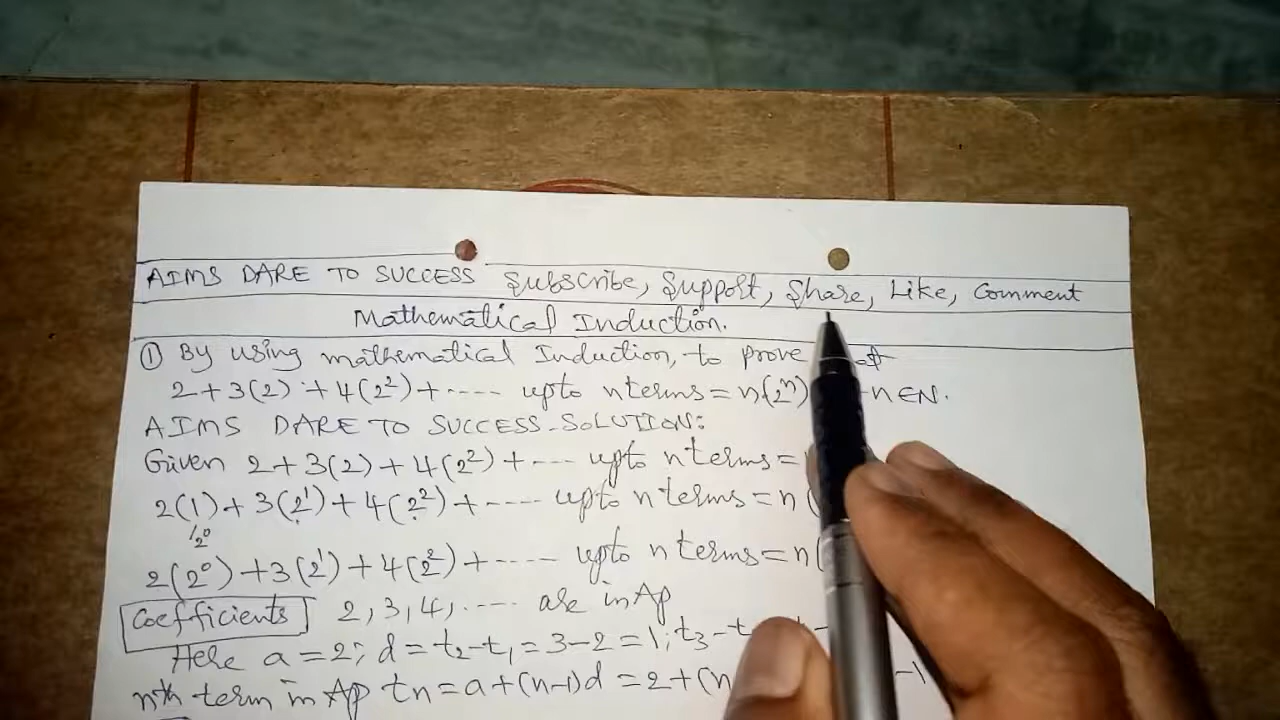 AIMS DARE TO SUCCESS Subscribe, Support, Share, Like, Comment
Mathematical Induction.
① By using mathematical Induction, to prove
2+3(2)+4(2²)+..... upto n terms = n(2ⁿ) n∈N.
AIMS DARE TO SUCCESS-SOLUTION:
Given 2+3(2)+4(2²)+--- upto n terms =
2(1)+3(2¹)+4(2²)+----- upto n terms = n(
↳2⁰
2(2⁰)+3(2¹)+4(2²)+----- upto n terms = n(
Coefficients 2,3,4,..... are in AP
Here a=2; d=t₂-t₁=3-2=1; t₃-t
nth term in AP tn=a+(n-1)d=2+(n -1